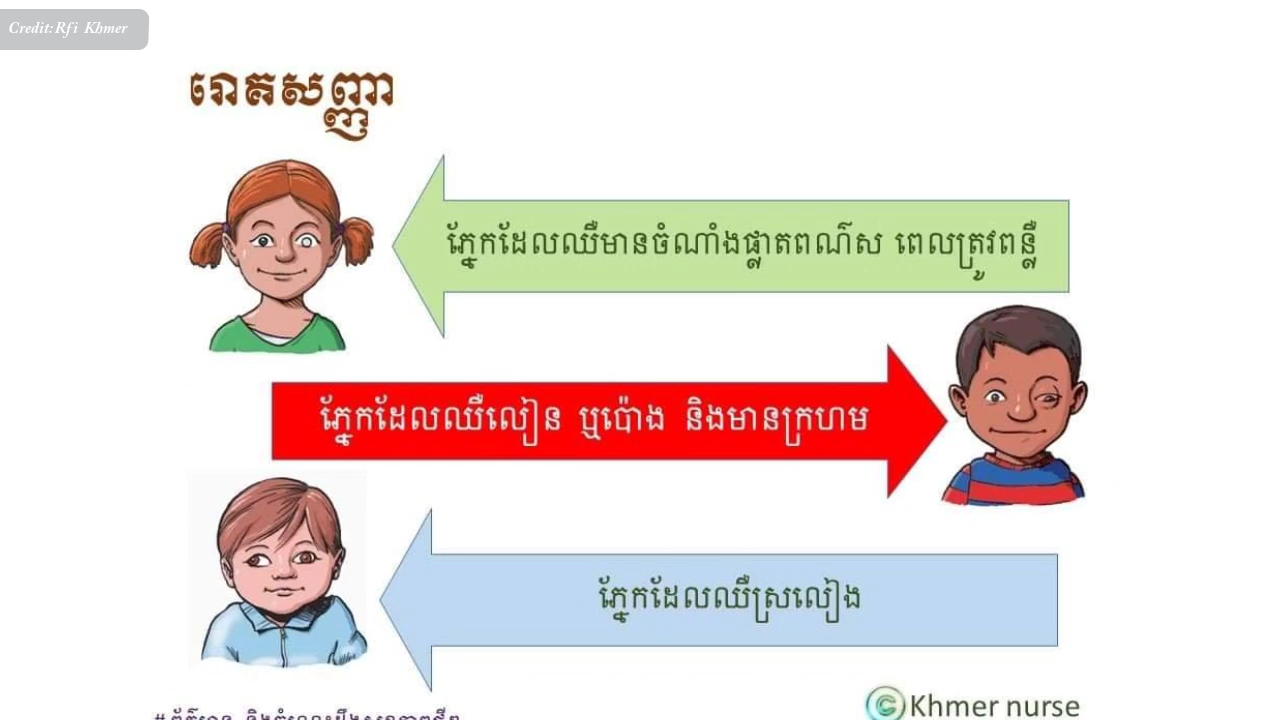 Credit:Rfi Khmer
រោគសញ្ញា
ភ្នែកដែលឈឺមានចំណាំងផ្លាតពណ៌ស ពេលត្រូវពន្លឺ
ភ្នែកដែលឈឺលៀន ឬប៉ោង និងមានក្រហម
ភ្នែកដែលឈឺស្រលៀង
© Khmer nurse